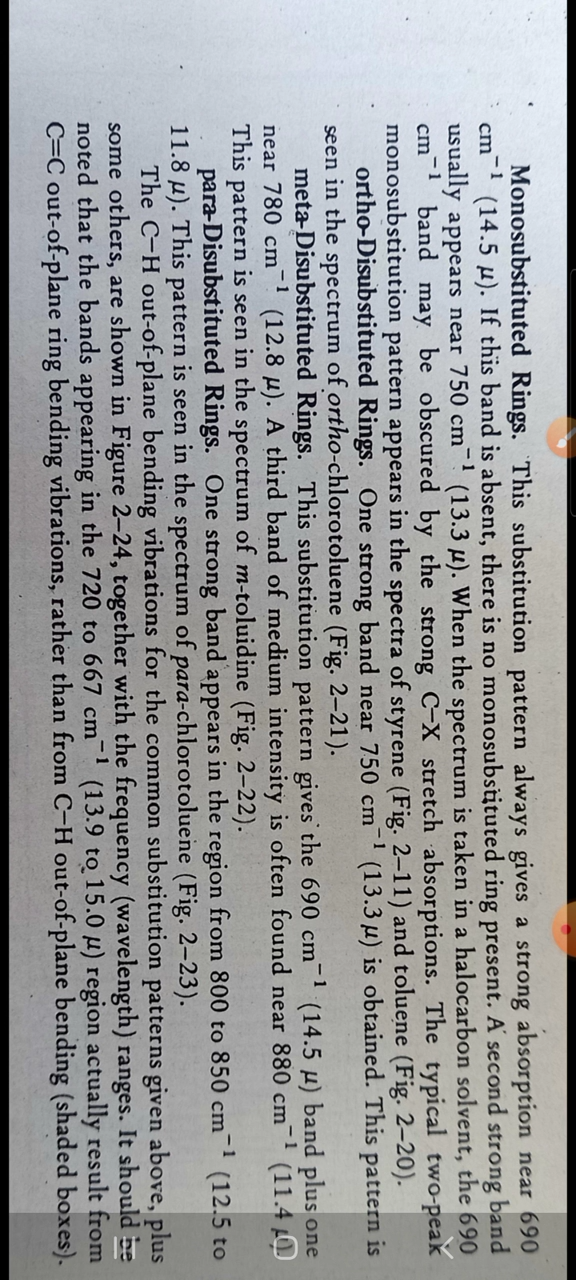 Monosubstituted Rings. This substitution pattern always gives a strong absorption near 690
cm⁻¹ (14.5 μ). If this band is absent, there is no monosubstituted ring present. A second strong band
usually appears near 750 cm⁻¹ (13.3 μ). When the spectrum is taken in a halocarbon solvent, the 690
cm⁻¹ band may be obscured by the strong C–X stretch absorptions. The typical two-peak
monosubstitution pattern appears in the spectra of styrene (Fig. 2–11) and toluene (Fig. 2–20).
ortho-Disubstituted Rings. One strong band near 750 cm⁻¹ (13.3 μ) is obtained. This pattern is
seen in the spectrum of ortho-chlorotoluene (Fig. 2–21).
meta-Disubstituted Rings. This substitution pattern gives the 690 cm⁻¹ (14.5 μ) band plus one
near 780 cm⁻¹ (12.8 μ). A third band of medium intensity is often found near 880 cm⁻¹ (11.4 μ).
This pattern is seen in the spectrum of m-toluidine (Fig. 2–22).
para-Disubstituted Rings. One strong band appears in the region from 800 to 850 cm⁻¹ (12.5 to
11.8 μ). This pattern is seen in the spectrum of para-chlorotoluene (Fig. 2–23).
The C–H out-of-plane bending vibrations for the common substitution patterns given above, plus
some others, are shown in Figure 2–24, together with the frequency (wavelength) ranges. It should be
noted that the bands appearing in the 720 to 667 cm⁻¹ (13.9 to 15.0 μ) region actually result from
C=C out-of-plane ring bending vibrations, rather than from C–H out-of-plane bending (shaded boxes).